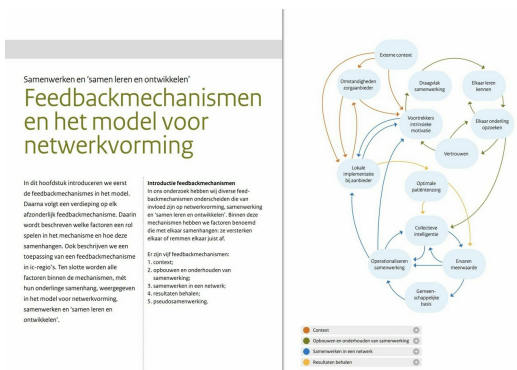 Samenwerken en 'samen leren en ontwikkelen'
Feedbackmechanismen
en het model voor
netwerkvorming
In dit hoofdstuk introduceren we eerst
de feedbackmechanismes in het model.
Daarna volgt een verdieping op elk
afzonderlijk feedbackmechanisme. Daarin
wordt beschreven welke factoren een rol
spelen in het mechanisme en hoe deze
samenhangen. Ook beschrijven we een
toepassing van een feedbackmechanisme
in ic-regio's. Ten slotte worden alle
factoren binnen de mechanismen, mét
hun onderlinge samenhang, weergegeven
in het model voor netwerkvorming,
samenwerken en 'samen leren en
ontwikkelen'.
Introductie feedbackmechanismen
In ons onderzoek hebben wij diverse feed-
backmechanismen onderscheiden die van
invloed zijn op netwerkvorming, samenwerking
en 'samen leren en ontwikkelen'. Binnen deze
mechanismen hebben we factoren benoemd
die met elkaar samenhangen: ze versterken
elkaar of remmen elkaar juist af.
Er zijn vijf feedbackmechanismen:
1. context;
2. opbouwen en onderhouden van
samenwerking;
3. samenwerken in een netwerk;
4. resultaten behalen;
5. pseudosamenwerking.
Externe context
Omstandigheden
zorgaanbieder
Draagvlak
samenwerking
Elkaar leren
kennen
Voortrekkers
intrinsieke
motivatie
Elkaar onderling
opzoeken
Vertrouwen
Lokale
implementatie
bij aanbieder
Optimale
patiëntenzorg
Collectieve
intelligentie
Operationaliseren
samenwerking
Ervaren
meerwaarde
Gemeen-
schappelijke
basis
Context
Opbouwen en onderhouden van samenwerking
Samenwerken in een netwerk
Resultaten behalen